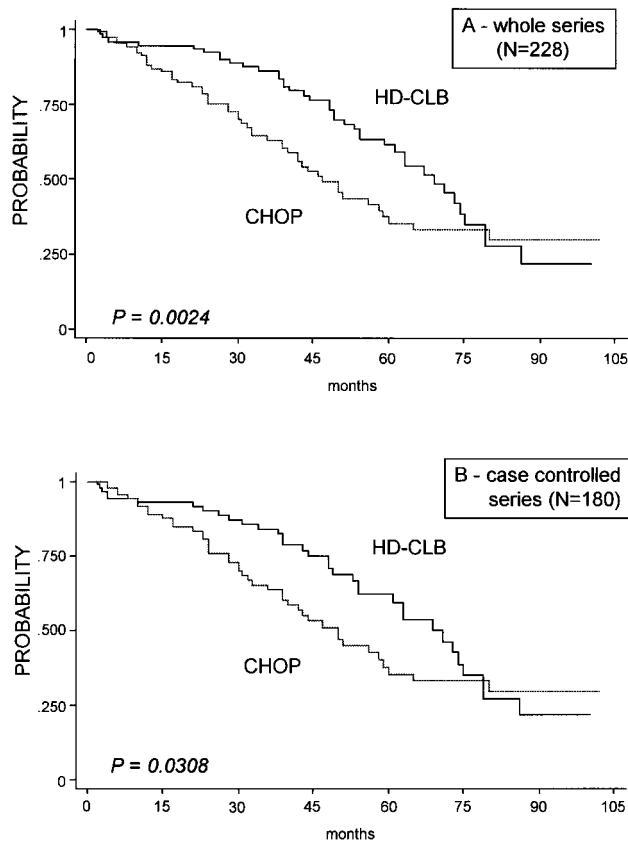 A - whole series
(N=228)
PROBABILITY
1
.750
.500
.250
0
HD-CLB
CHOP
P = 0.0024
0 15 30 45 60 75 90 105
months
B - case controlled
series (N=180)
PROBABILITY
1
.750
.500
.250
0
HD-CLB
CHOP
P = 0.0308
0 15 30 45 60 75 90 105
months